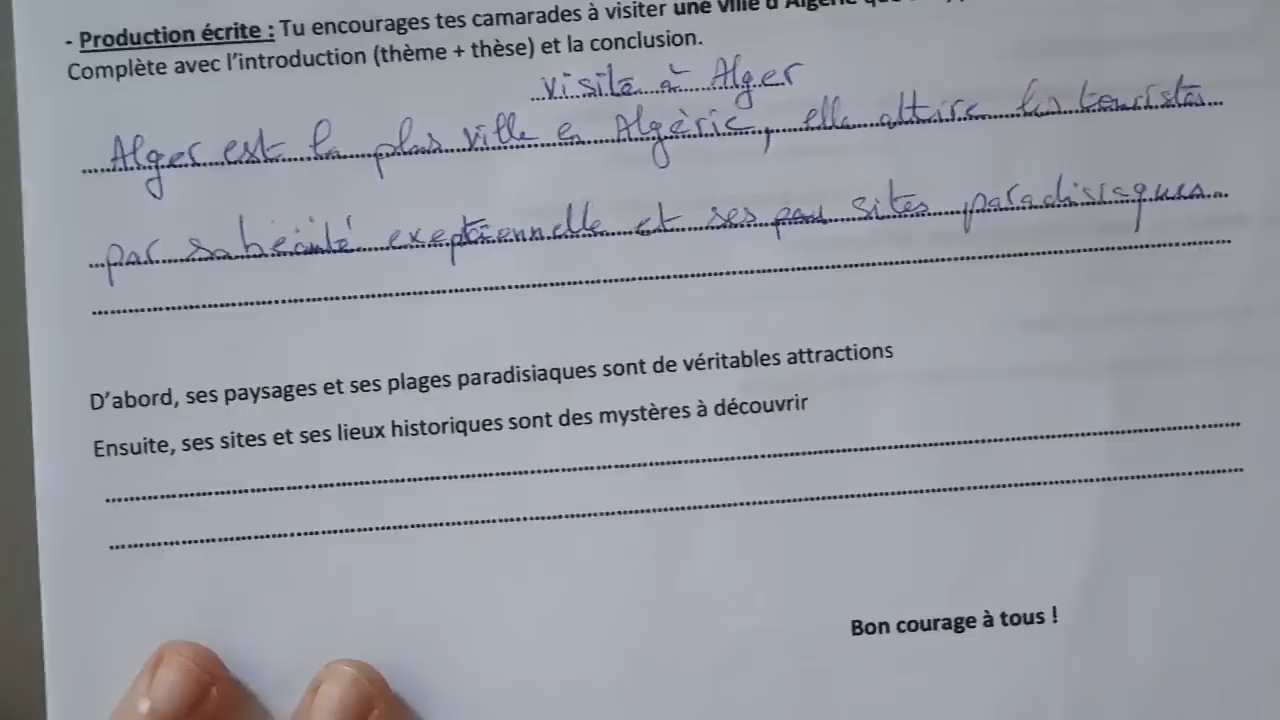 - Production écrite : Tu encourages tes camarades à visiter une ville d'Algérie
Complète avec l'introduction (thème + thèse) et la conclusion.
visite à Alger
Alger est la plus ville en Algérie, elle attire les touristes
par sa beauté exeptionnelle et ses sites paradisiaques
D'abord, ses paysages et ses plages paradisiaques sont de véritables attractions
Ensuite, ses sites et ses lieux historiques sont des mystères à découvrir
Bon courage à tous !